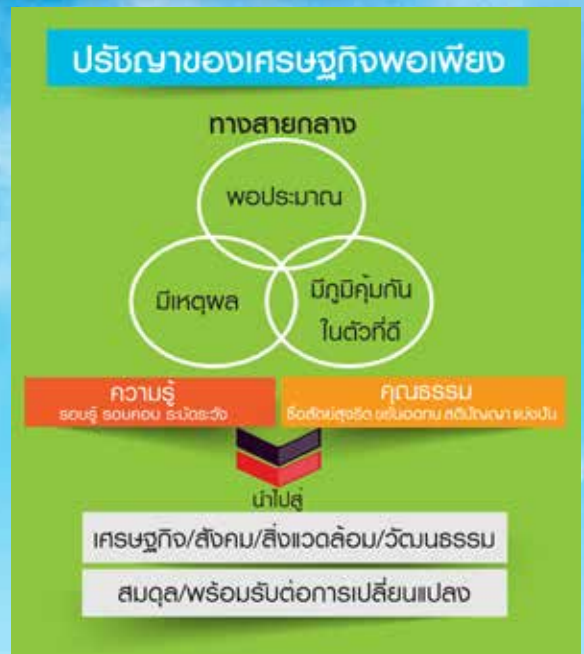 ปรัชญาของเศรษฐกิจพอเพียง
ทางสายกลาง
พอประมาณ
มีเหตุผล
มีภูมิคุ้มกัน
ในตัวที่ดี
ความรู้
รอบรู้ รอบคอบ ระมัดระวัง
คุณธรรม
ซื่อสัตย์สุจริต ขยันอดทน สติปัญญา แบ่งปัน
นำไปสู่
เศรษฐกิจ/สังคม/สิ่งแวดล้อม/วัฒนธรรม
สมดุล/พร้อมรับต่อการเปลี่ยนแปลง